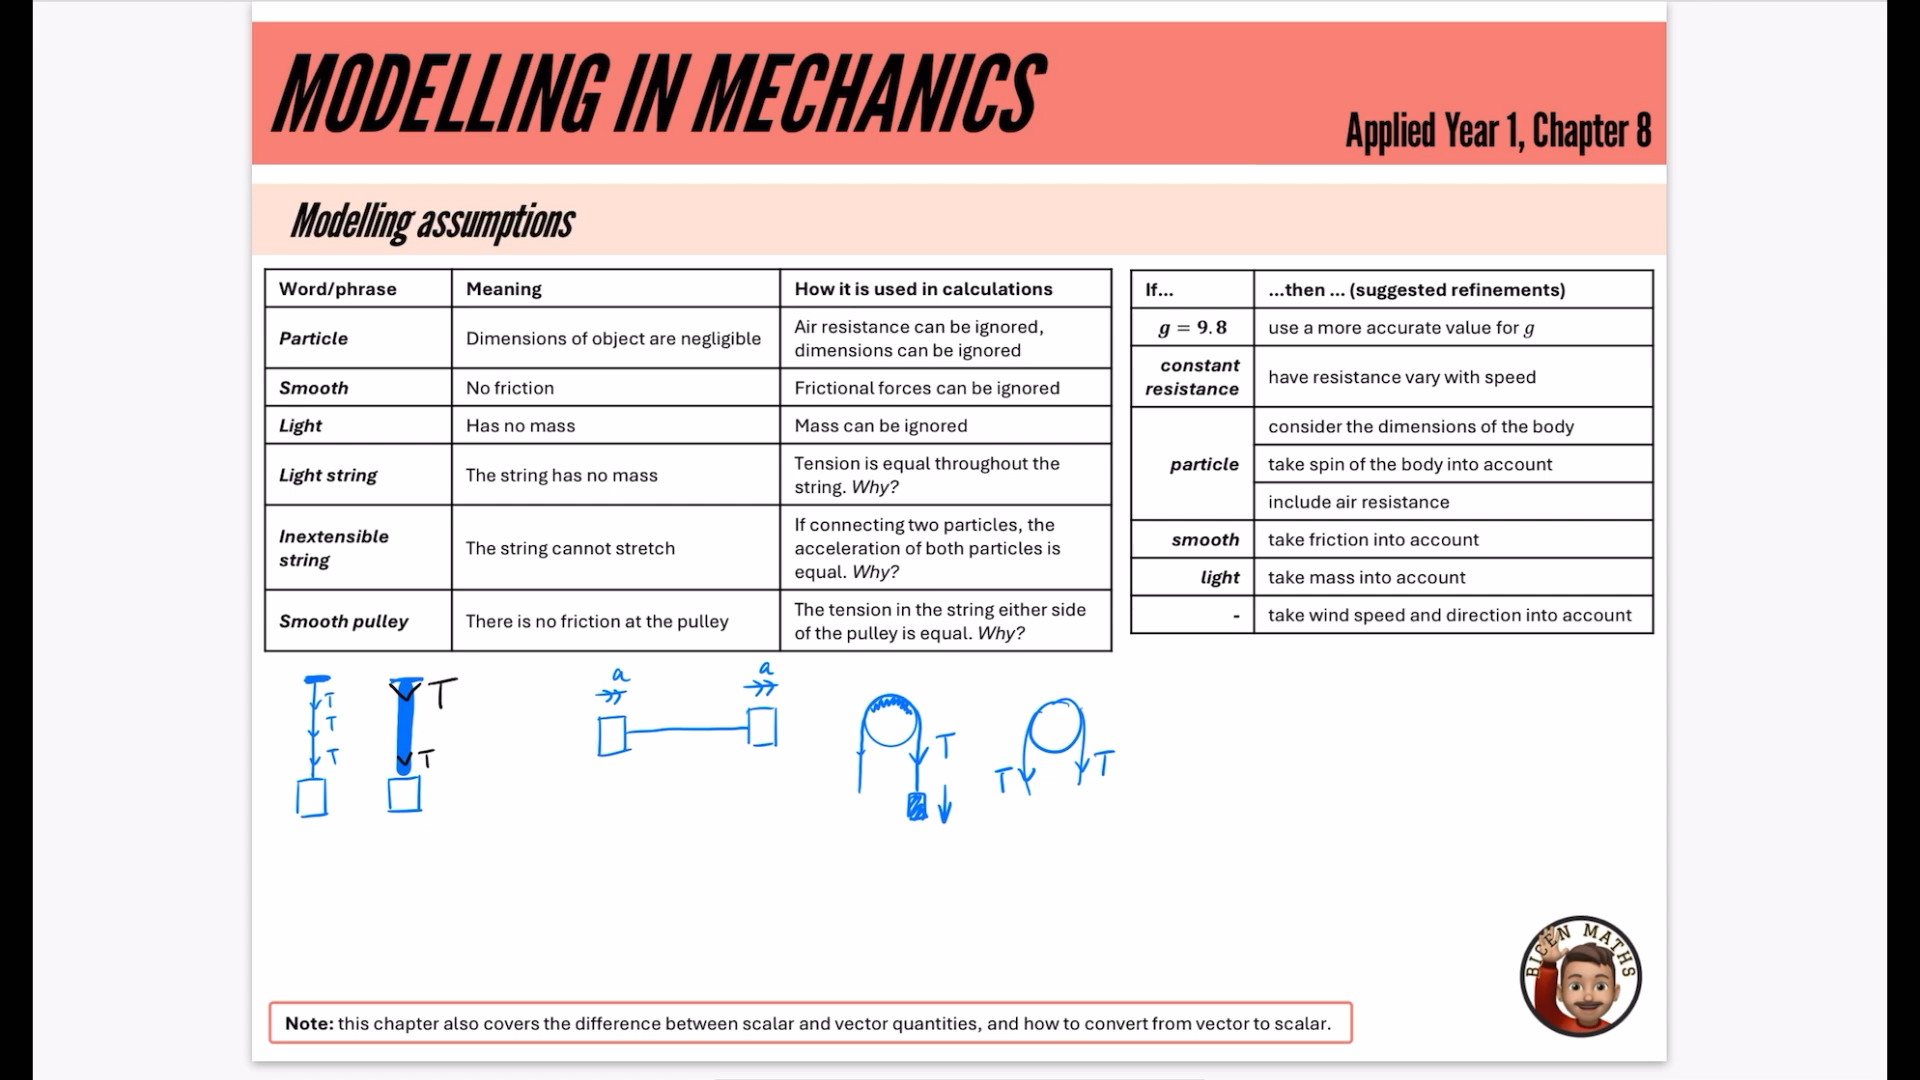 MODELLING IN MECHANICS
Applied Year 1, Chapter 8
Modelling assumptions
Word/phrase Meaning How it is used in calculations
Particle Dimensions of object are negligible Air resistance can be ignored,
dimensions can be ignored
Smooth No friction Frictional forces can be ignored
Light Has no mass Mass can be ignored
Light string The string has no mass Tension is equal throughout the
string. Why?
Inextensible
string
The string cannot stretch
If connecting two particles, the
acceleration of both particles is
equal. Why?
Smooth pulley There is no friction at the pulley The tension in the string either side
of the pulley is equal. Why?
If... ...then ... (suggested refinements)
g = 9.8 use a more accurate value for g
constant
resistance
have resistance vary with speed
particle
consider the dimensions of the body
take spin of the body into account
include air resistance
smooth take friction into account
light take mass into account
- take wind speed and direction into account
T
T
T
T
T
a
a
T
T
T
BICEN MATHS
Note: this chapter also covers the difference between scalar and vector quantities, and how to convert from vector to scalar.